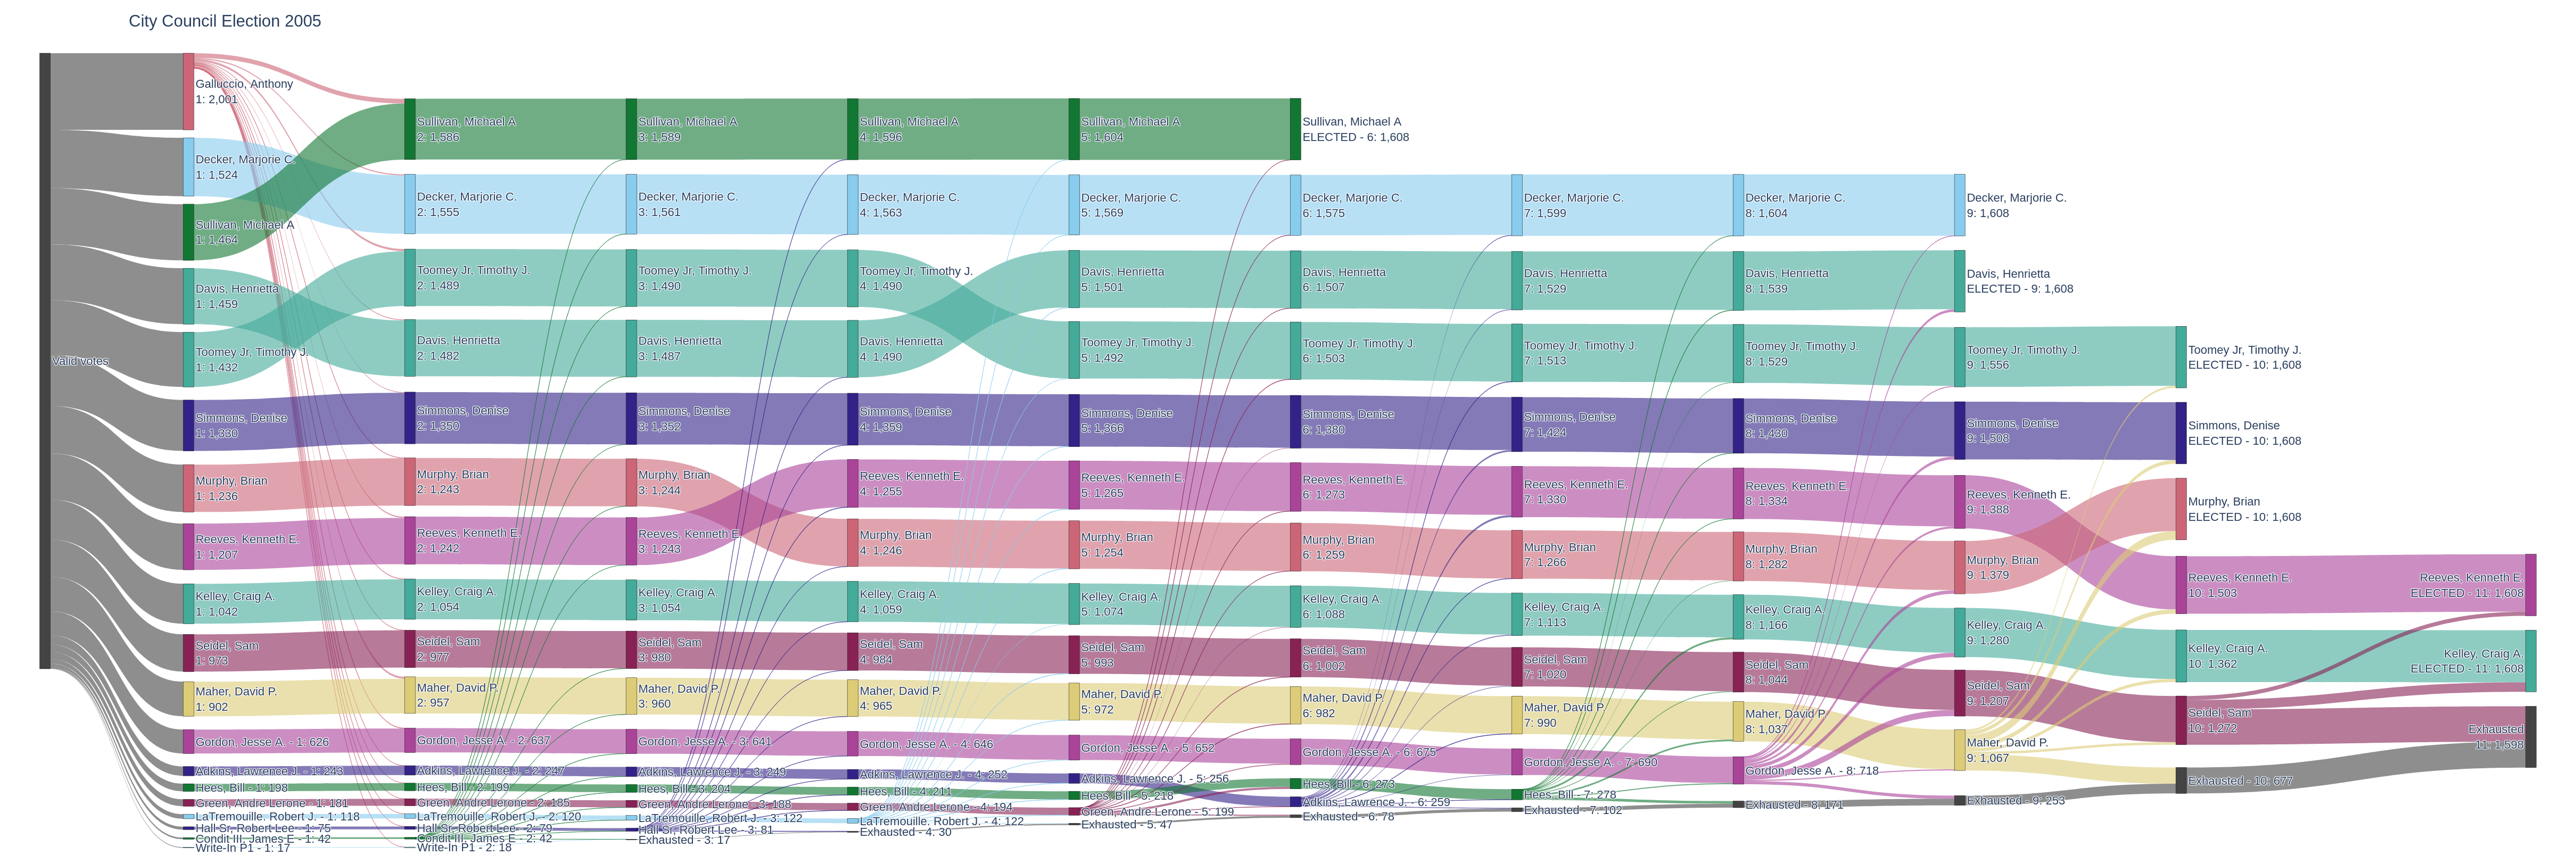 City Council Election 2005
Valid votes
Galluccio, Anthony
1: 2,001
Decker, Marjorie C.
1: 1,524
Sullivan, Michael A
1: 1,464
Davis, Henrietta
1: 1,459
Toomey Jr, Timothy J.
1: 1,432
Simmons, Denise
1: 1,330
Murphy, Brian
1: 1,236
Reeves, Kenneth E.
1: 1,207
Kelley, Craig A.
1: 1,042
Seidel, Sam
1: 973
Maher, David P.
1: 902
Gordon, Jesse A. - 1: 626
Adkins, Lawrence J. - 1: 243
Hees, Bill - 1: 198
Green, Andre Lerone - 1: 181
LaTremouille, Robert J. - 1: 118
Hall Sr, Robert Lee - 1: 75
Condit III, James E - 1: 42
Write-In P1 - 1: 17
Sullivan, Michael A
2: 1,586
Decker, Marjorie C.
2: 1,555
Toomey Jr, Timothy J.
2: 1,489
Davis, Henrietta
2: 1,482
Simmons, Denise
2: 1,350
Murphy, Brian
2: 1,243
Reeves, Kenneth E.
2: 1,242
Kelley, Craig A.
2: 1,054
Seidel, Sam
2: 977
Maher, David P.
2: 957
Gordon, Jesse A. - 2: 637
Adkins, Lawrence J. - 2: 247
Hees, Bill - 2: 199
Green, Andre Lerone - 2: 185
LaTremouille, Robert J. - 2: 120
Hall Sr, Robert Lee - 2: 79
Condit III, James E - 2: 42
Write-In P1 - 2: 18
Sullivan, Michael A
3: 1,589
Decker, Marjorie C.
3: 1,561
Toomey Jr, Timothy J.
3: 1,490
Davis, Henrietta
3: 1,487
Simmons, Denise
3: 1,352
Murphy, Brian
3: 1,244
Reeves, Kenneth E.
3: 1,243
Kelley, Craig A.
3: 1,054
Seidel, Sam
3: 980
Maher, David P.
3: 960
Gordon, Jesse A. - 3: 641
Adkins, Lawrence J. - 3: 249
Hees, Bill - 3: 204
Green, Andre Lerone - 3: 188
LaTremouille, Robert J. - 3: 122
Hall Sr, Robert Lee - 3: 81
Exhausted - 3: 17
Sullivan, Michael A
4: 1,596
Decker, Marjorie C.
4: 1,563
Toomey Jr, Timothy J.
4: 1,490
Davis, Henrietta
4: 1,490
Simmons, Denise
4: 1,359
Reeves, Kenneth E.
4: 1,255
Murphy, Brian
4: 1,246
Kelley, Craig A.
4: 1,059
Seidel, Sam
4: 984
Maher, David P.
4: 965
Gordon, Jesse A. - 4: 646
Adkins, Lawrence J. - 4: 252
Hees, Bill - 4: 211
Green, Andre Lerone - 4: 194
LaTremouille, Robert J. - 4: 122
Exhausted - 4: 30
Sullivan, Michael A
5: 1,604
Decker, Marjorie C.
5: 1,569
Davis, Henrietta
5: 1,501
Toomey Jr, Timothy J.
5: 1,492
Simmons, Denise
5: 1,366
Reeves, Kenneth E.
5: 1,265
Murphy, Brian
5: 1,254
Kelley, Craig A.
5: 1,074
Seidel, Sam
5: 993
Maher, David P.
5: 972
Gordon, Jesse A. - 5: 652
Adkins, Lawrence J. - 5: 256
Hees, Bill - 5: 218
Green, Andre Lerone - 5: 199
Exhausted - 5: 47
Sullivan, Michael A
ELECTED - 6: 1,608
Decker, Marjorie C.
6: 1,575
Davis, Henrietta
6: 1,507
Toomey Jr, Timothy J.
6: 1,503
Simmons, Denise
6: 1,380
Reeves, Kenneth E.
6: 1,273
Murphy, Brian
6: 1,259
Kelley, Craig A.
6: 1,088
Seidel, Sam
6: 1,002
Maher, David P.
6: 982
Gordon, Jesse A. - 6: 675
Hees, Bill - 6: 273
Adkins, Lawrence J. - 6: 259
Exhausted - 6: 78
Decker, Marjorie C.
7: 1,599
Davis, Henrietta
7: 1,529
Toomey Jr, Timothy J.
7: 1,513
Simmons, Denise
7: 1,424
Reeves, Kenneth E.
7: 1,330
Murphy, Brian
7: 1,266
Kelley, Craig A.
7: 1,113
Seidel, Sam
7: 1,020
Maher, David P.
7: 990
Gordon, Jesse A. - 7: 690
Hees, Bill - 7: 278
Exhausted - 7: 102
Decker, Marjorie C.
8: 1,604
Davis, Henrietta
8: 1,539
Toomey Jr, Timothy J.
8: 1,529
Simmons, Denise
8: 1,430
Reeves, Kenneth E.
8: 1,334
Murphy, Brian
8: 1,282
Kelley, Craig A.
8: 1,166
Seidel, Sam
8: 1,044
Maher, David P.
8: 1,037
Gordon, Jesse A. - 8: 718
Exhausted - 8: 171
Decker, Marjorie C.
9: 1,608
Davis, Henrietta
ELECTED - 9: 1,608
Toomey Jr, Timothy J.
9: 1,556
Simmons, Denise
9: 1,508
Reeves, Kenneth E.
9: 1,388
Murphy, Brian
9: 1,379
Kelley, Craig A.
9: 1,280
Seidel, Sam
9: 1,207
Maher, David P.
9: 1,067
Exhausted - 9: 253
Toomey Jr, Timothy J.
ELECTED - 10: 1,608
Simmons, Denise
ELECTED - 10: 1,608
Murphy, Brian
ELECTED - 10: 1,608
Reeves, Kenneth E.
10: 1,503
Kelley, Craig A.
10: 1,362
Seidel, Sam
10: 1,272
Exhausted - 10: 677
Reeves, Kenneth E.
ELECTED - 11: 1,608
Kelley, Craig A.
ELECTED - 11: 1,608
Exhausted
11: 1,598